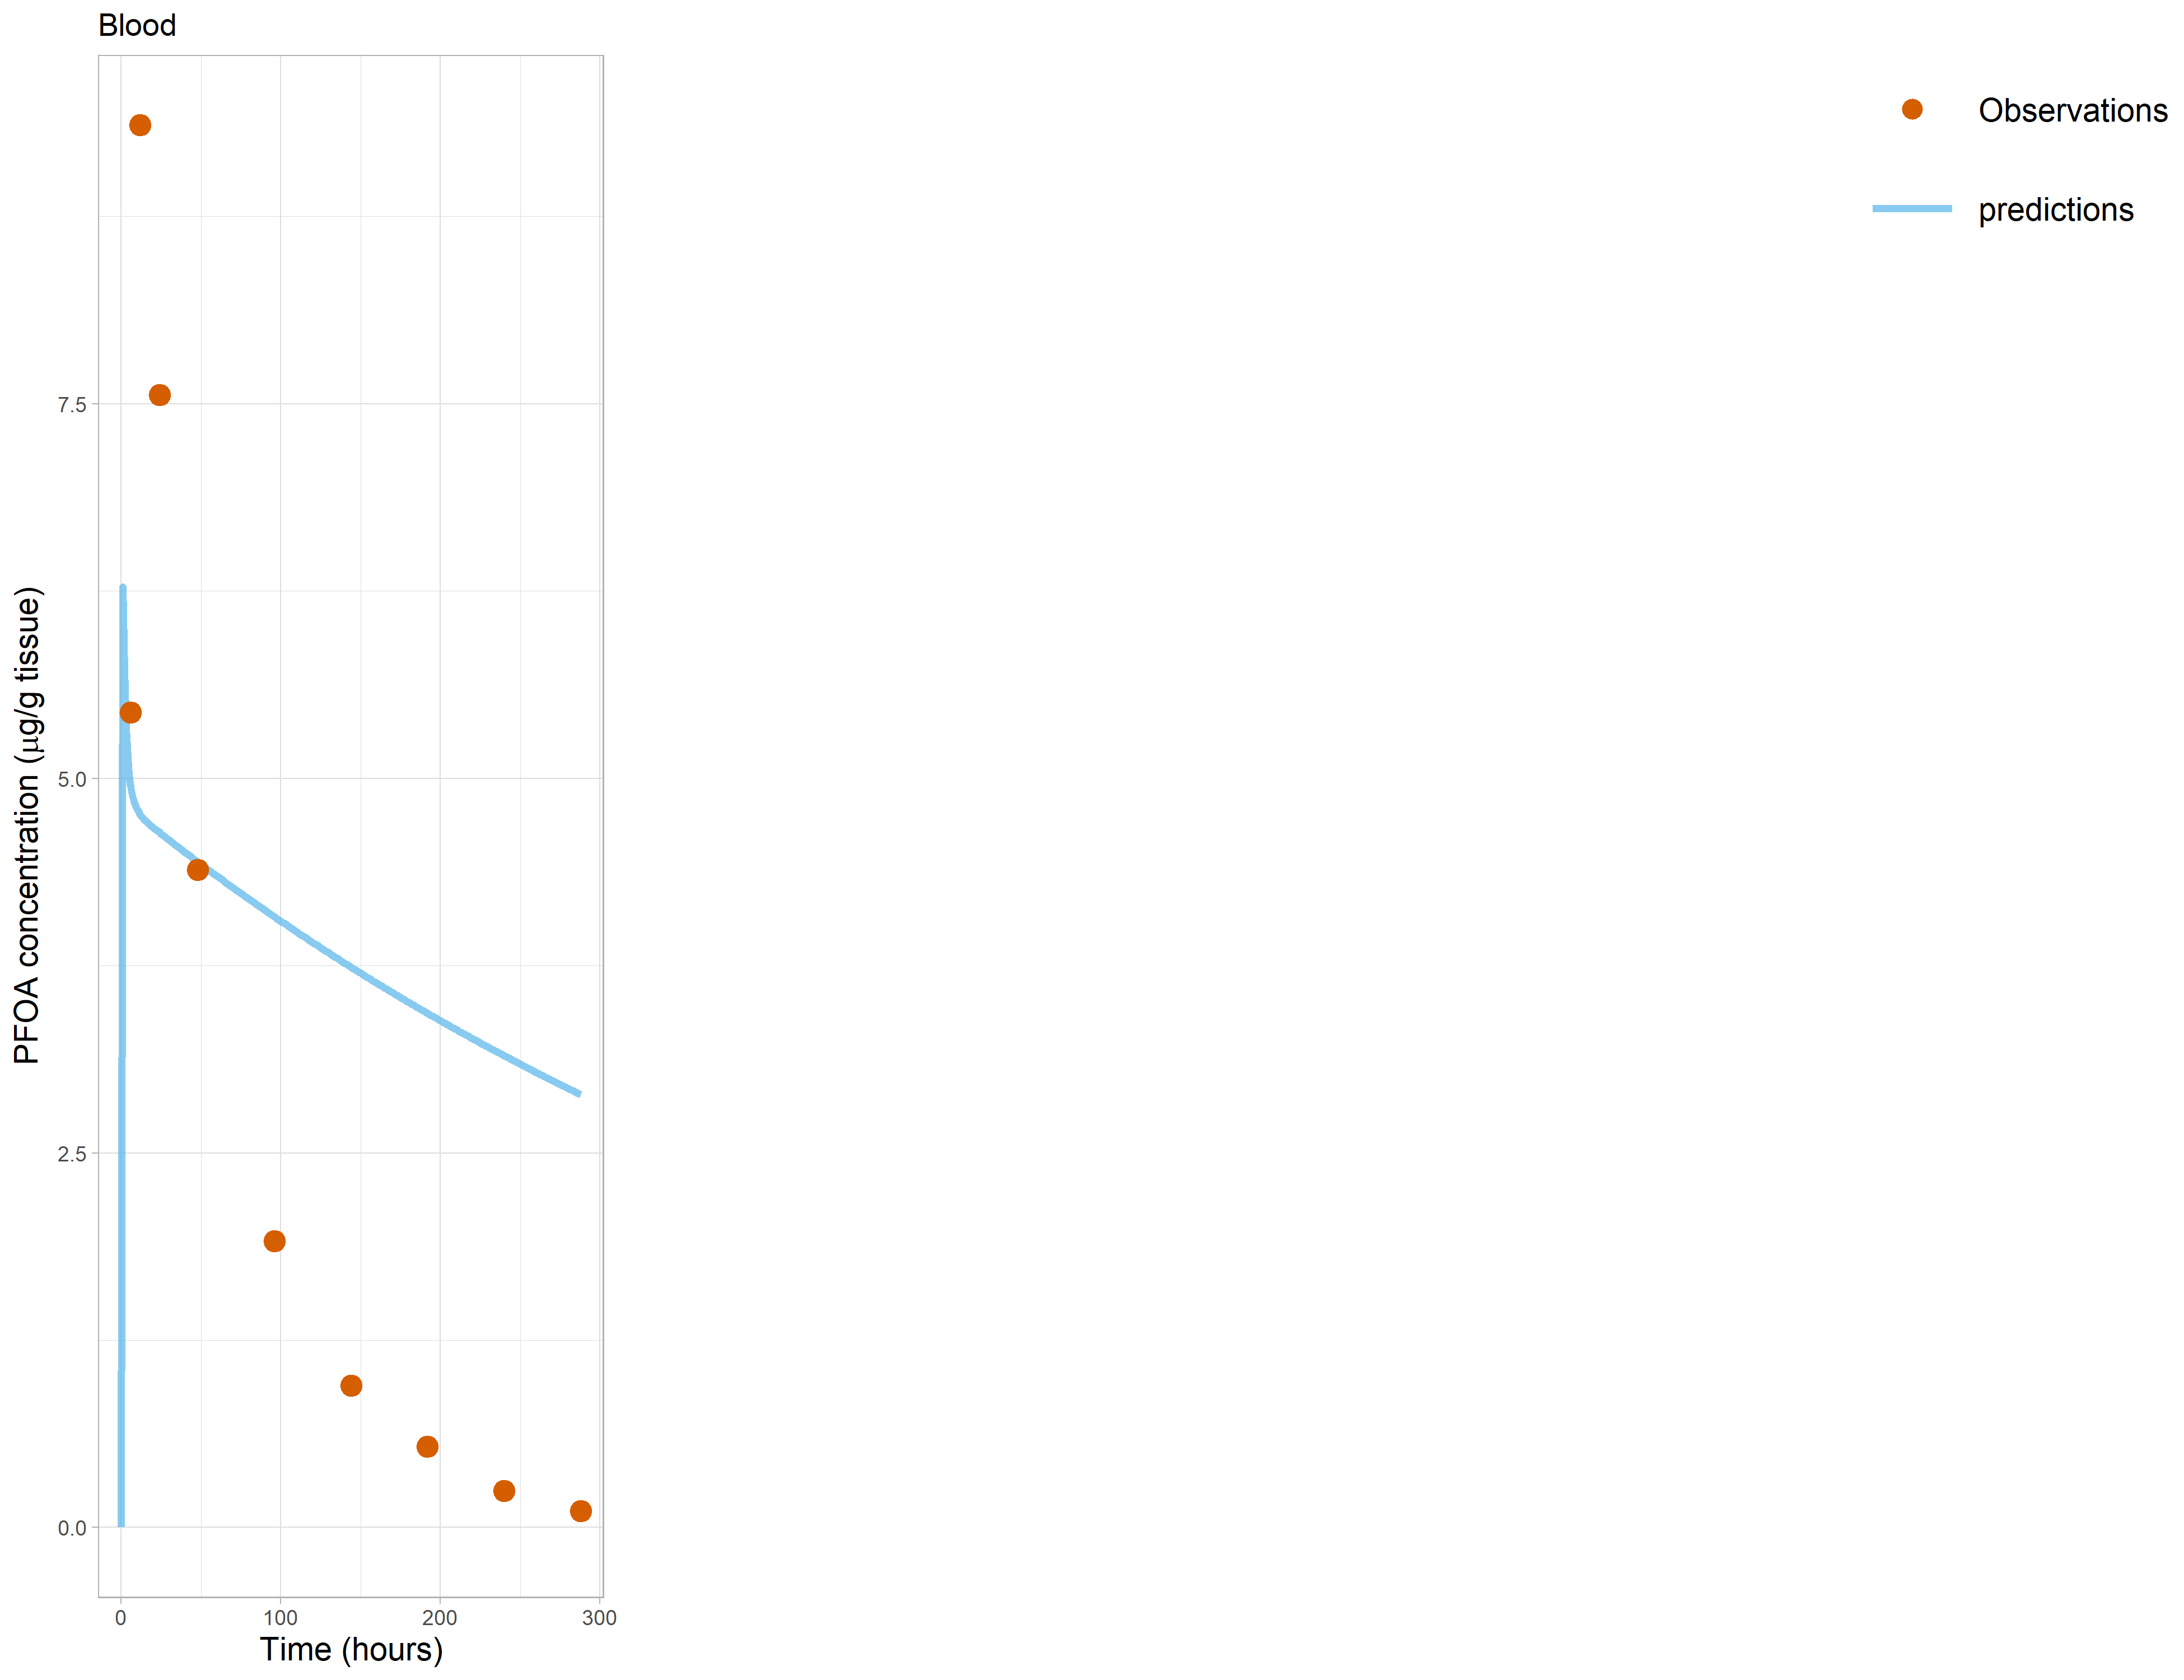 Blood
Observations
predictions
PFOA concentration (μg/g tissue)
7.5
5.0
2.5
0.0
0 100 200 300
Time (hours)